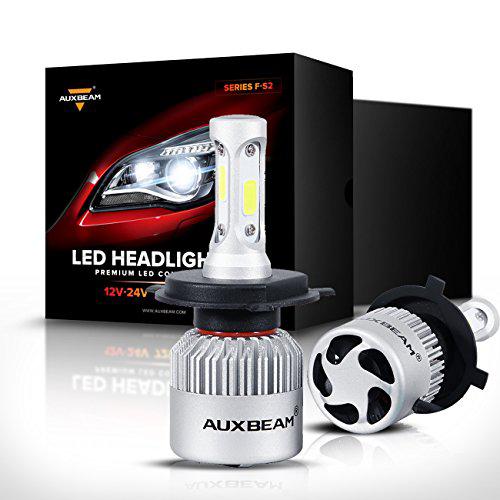 AUXBEAM
SERIES F-S2
LED HEADLIGH
PREMIUM LED CO
12V-24V
WWW.AUXBEAM.COM
AUXBEAM®
AUXBEAM®